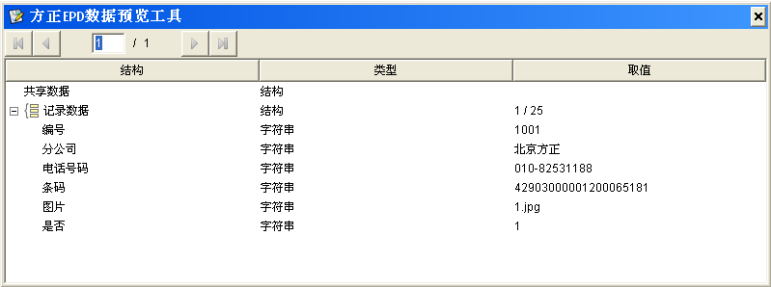 方正EPD数据预览工具
1 / 1
结构 类型 取值
共享数据 结构
记录数据 结构 1 / 25
编号 字符串 1001
分公司 字符串 北京方正
电话号码 字符串 010-82531188
条码 字符串 42903000001200065181
图片 字符串 1.jpg
是否 字符串 1